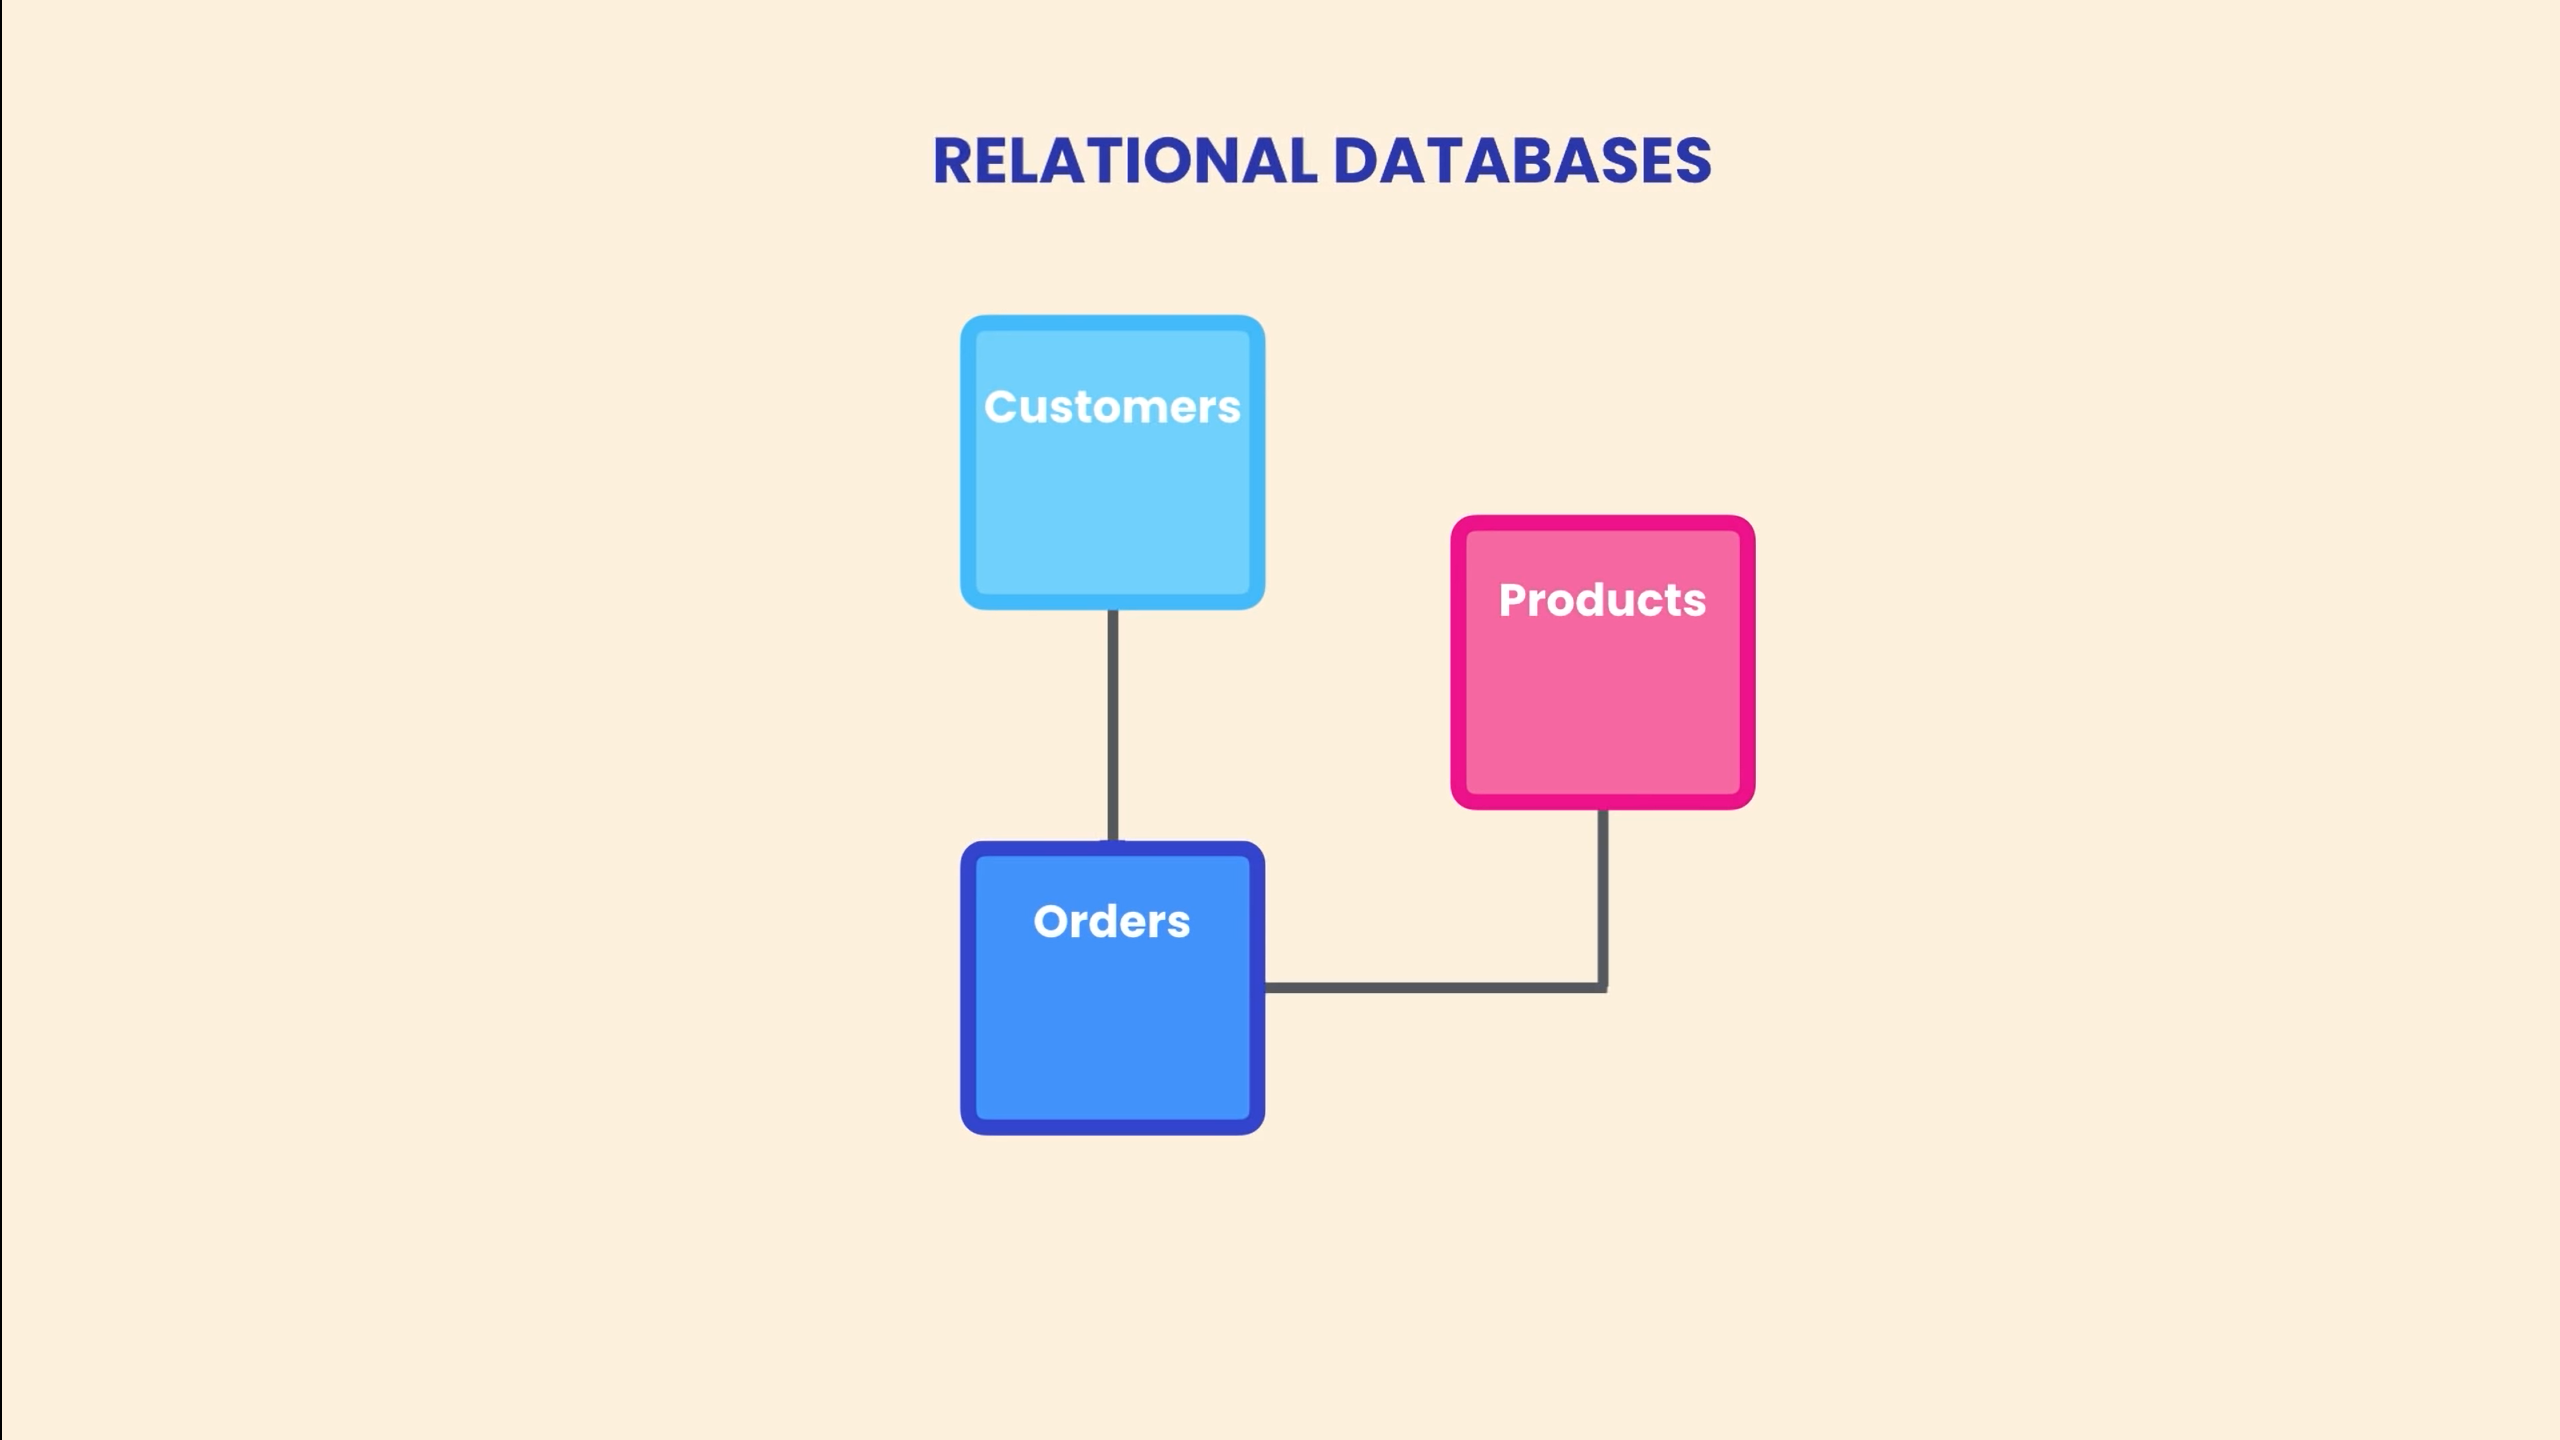 RELATIONAL DATABASES
Customers
Products
Orders